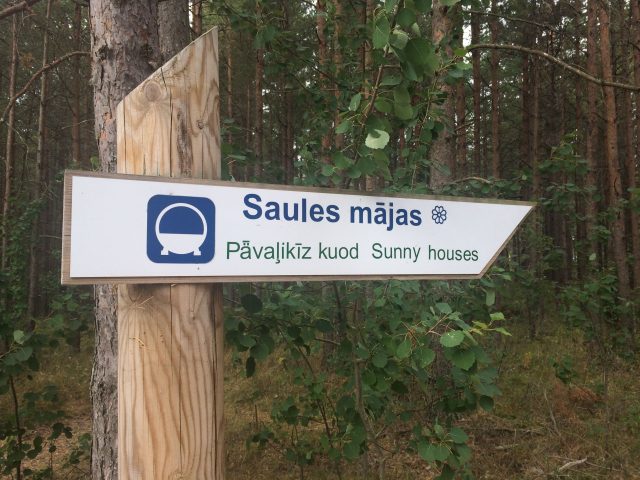 Saules mājas
Pǟvaļikīz kuod Sunny houses